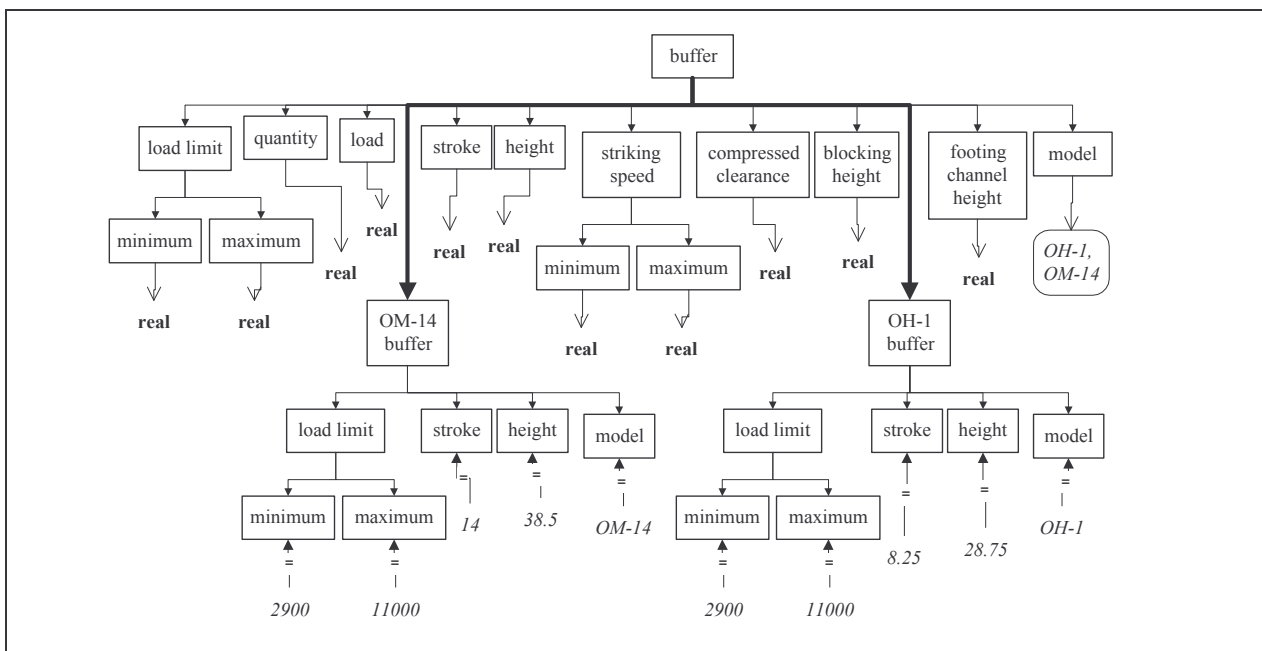 buffer
load limit
quantity
load
stroke
height
striking
speed
compressed
clearance
blocking
height
footing
channel
height
model
minimum
maximum
real
real
real
real
minimum
maximum
real
real
real
OH-1,
OM-14
real
real
real
real
OM-14
buffer
OH-1
buffer
load limit
stroke
height
model
load limit
stroke
height
model
=
=
=
=
=
=
minimum
maximum
14
38.5
OM-14
minimum
maximum
8.25
28.75
OH-1
=
=
=
=
2900
11000
2900
11000